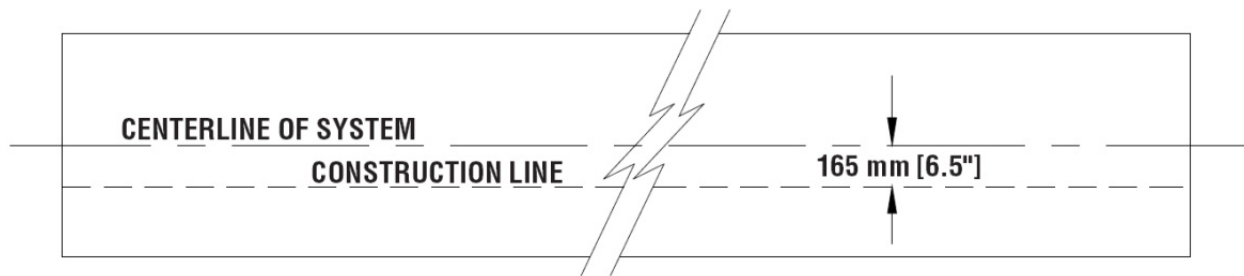 CENTERLINE OF SYSTEM
CONSTRUCTION LINE
165 mm [6.5"]